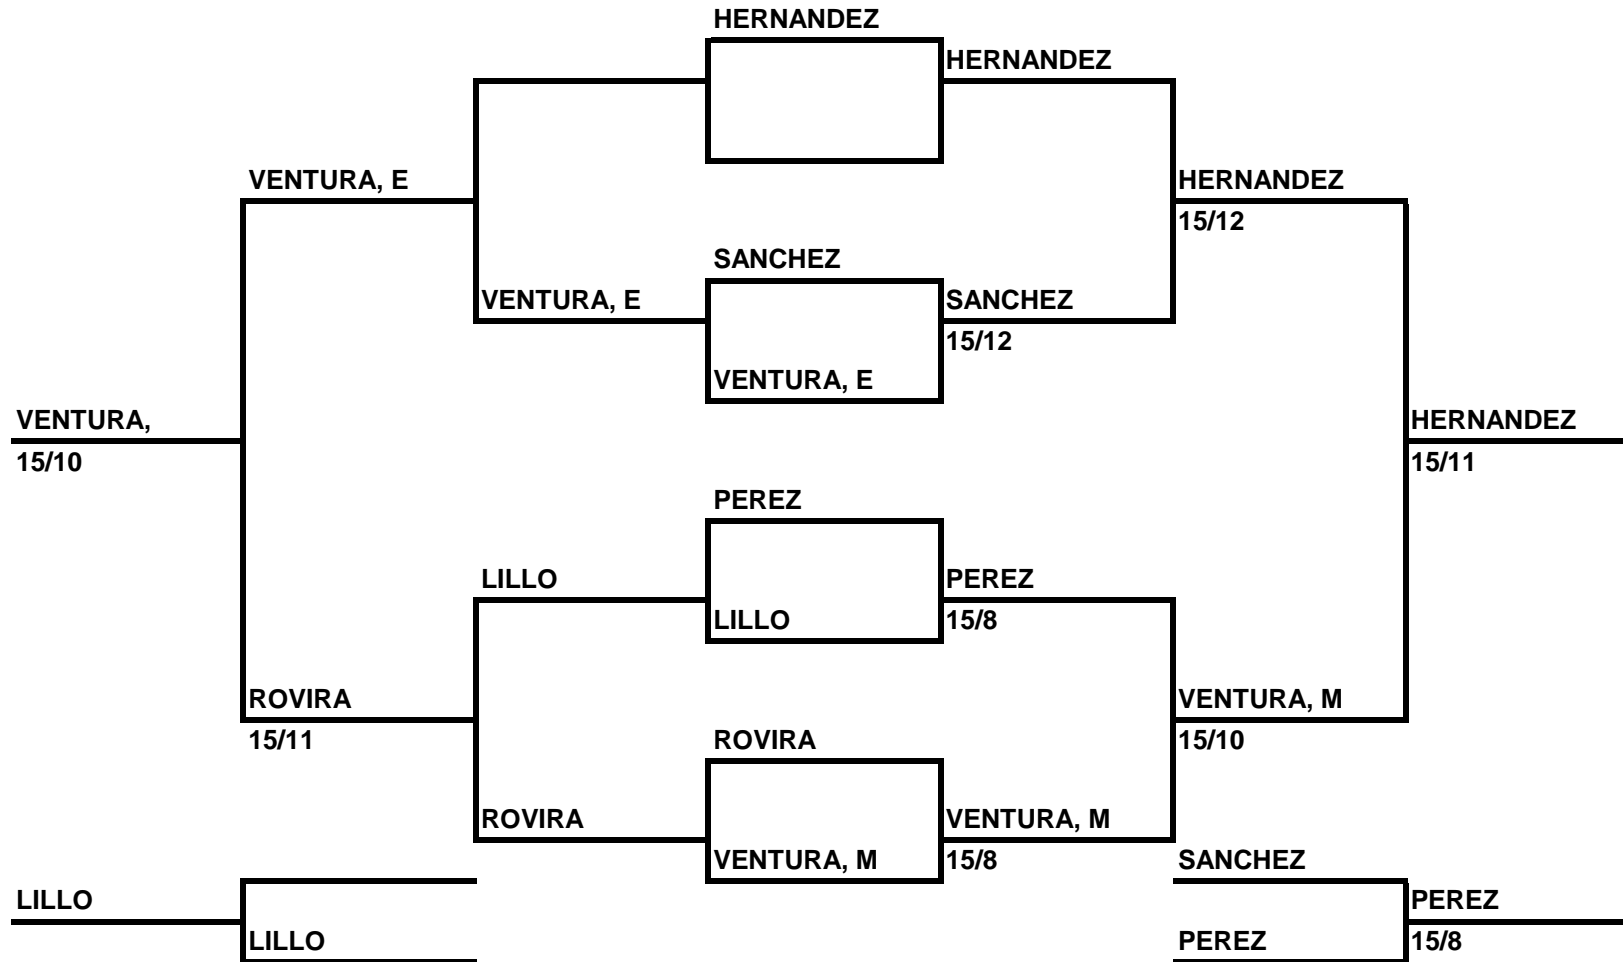 HERNANDEZ
HERNANDEZ
VENTURA, E
HERNANDEZ
15/12
SANCHEZ
VENTURA, E
SANCHEZ
15/12
VENTURA, E
VENTURA,
15/10
HERNANDEZ
15/11
PEREZ
LILLO
PEREZ
LILLO
15/8
ROVIRA
15/11
VENTURA, M
15/10
ROVIRA
ROVIRA
VENTURA, M
VENTURA, M
15/8
SANCHEZ
LILLO
PEREZ
LILLO
PEREZ
15/8